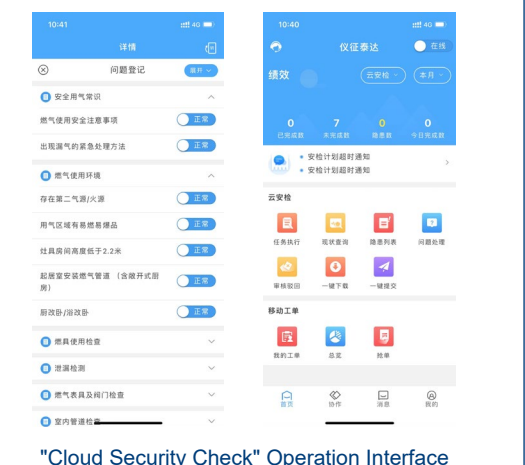 10:41
4G
详情
问题登记
展开
安全用气常识
燃气使用安全注意事项
正常
出现漏气的紧急处理方法
正常
燃气使用环境
存在第二气源/火源
正常
用气区域有易燃易爆品
正常
灶具房间高度低于2.2米
正常
起居室安装燃气管道 （含敞开式厨
房）
正常
厨改卧/浴改卧
正常
燃具使用检查
泄漏检测
燃气表具及阀门检查
室内管道检查
10:40
4G
仪征泰达
在线
绩效
云安检
本月
0
7
0
0
已完成数
未完成数
隐患数
今日完成数
安检计划超时通知
安检计划超时通知
云安检
任务执行
现状查询
隐患列表
问题处理
审核驳回
一键下载
一键提交
移动工单
我的工单
总览
抢单
首页
协作
消息
我的
"Cloud Security Check" Operation Interface